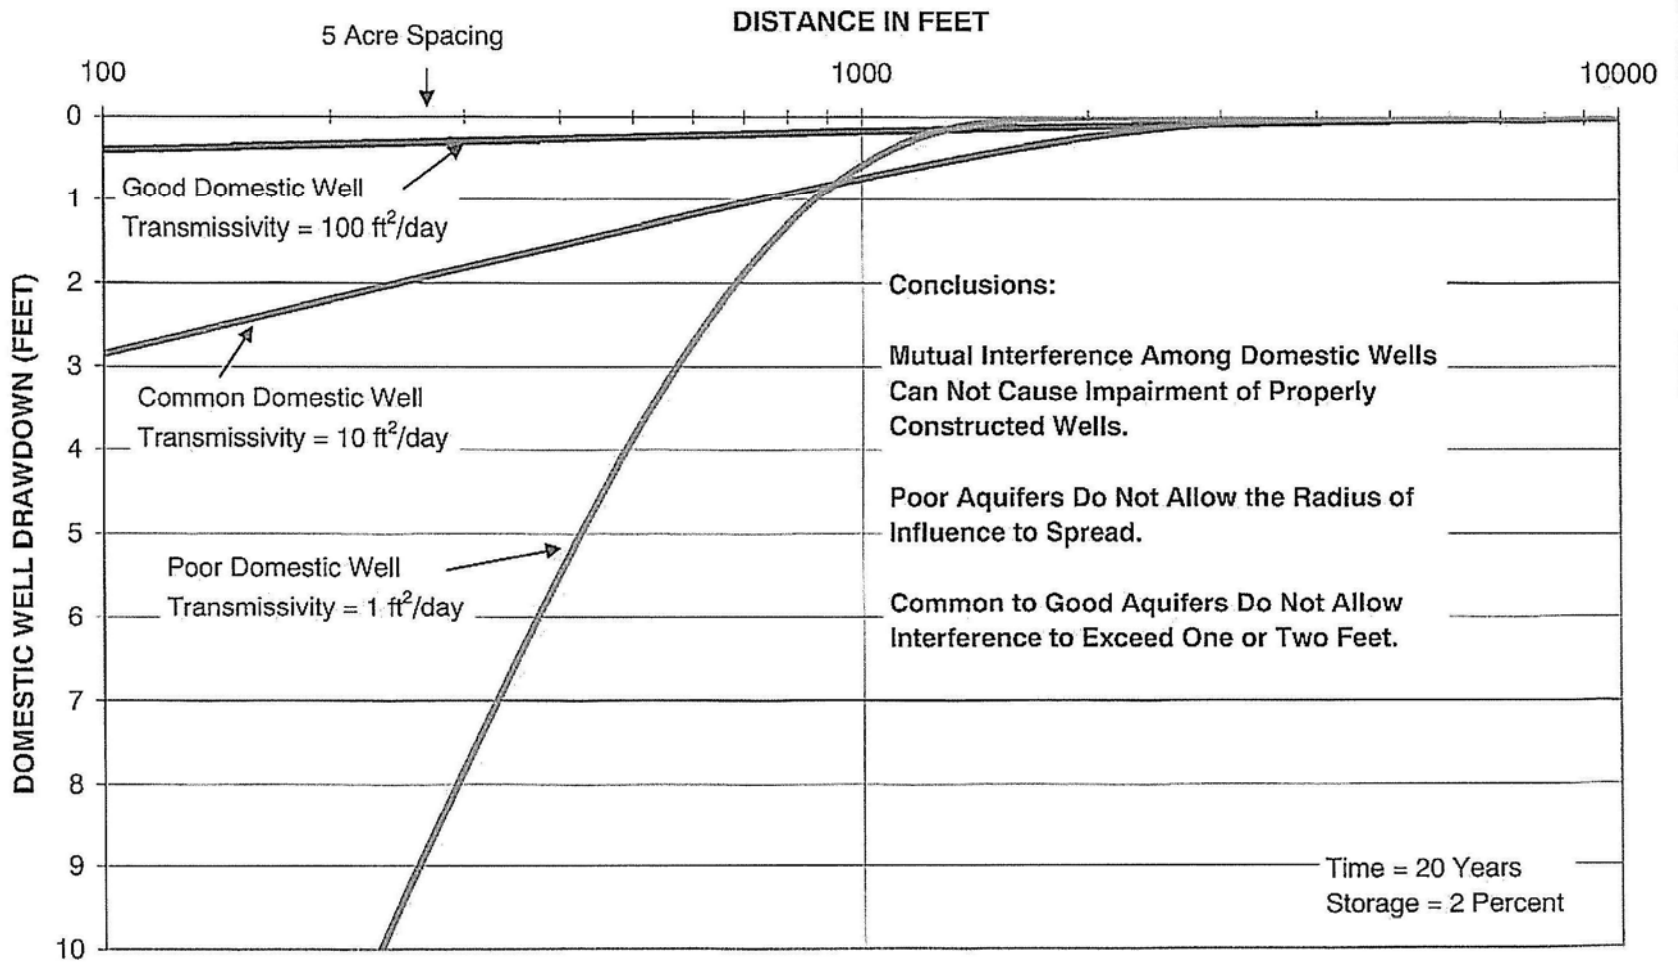 DISTANCE IN FEET
5 Acre Spacing
100
1000
10000
0
1
2
3
4
5
6
7
8
9
10
DOMESTIC WELL DRAWDOWN (FEET)
Good Domestic Well
Transmissivity = 100 ft²/day
Common Domestic Well
Transmissivity = 10 ft²/day
Poor Domestic Well
Transmissivity = 1 ft²/day
Conclusions:
Mutual Interference Among Domestic Wells
Can Not Cause Impairment of Properly
Constructed Wells.
Poor Aquifers Do Not Allow the Radius of
Influence to Spread.
Common to Good Aquifers Do Not Allow
Interference to Exceed One or Two Feet.
Time = 20 Years
Storage = 2 Percent